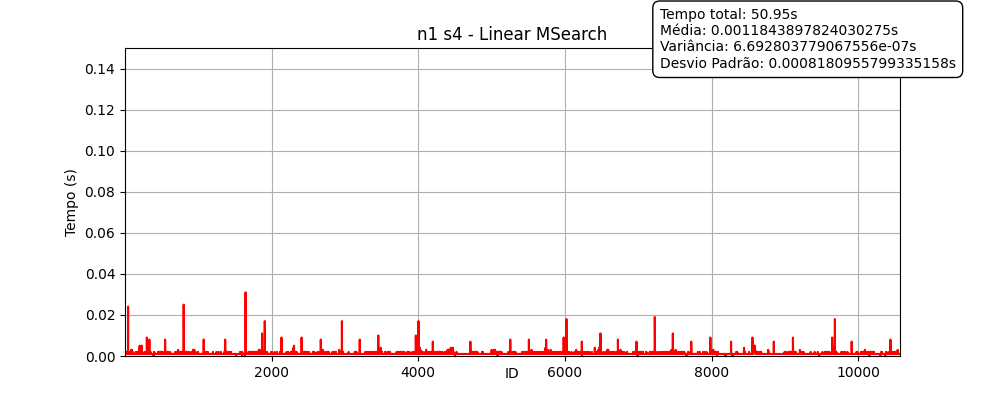 Tempo total: 50.95s
Média: 0.0011843897824030275s
Variância: 6.692803779067556e-07s
Desvio Padrão: 0.0008180955799335158s
n1 s4 - Linear MSearch
0.14
0.12
0.10
0.08
0.06
0.04
0.02
0.00
Tempo (s)
2000
4000
6000
8000
10000
ID